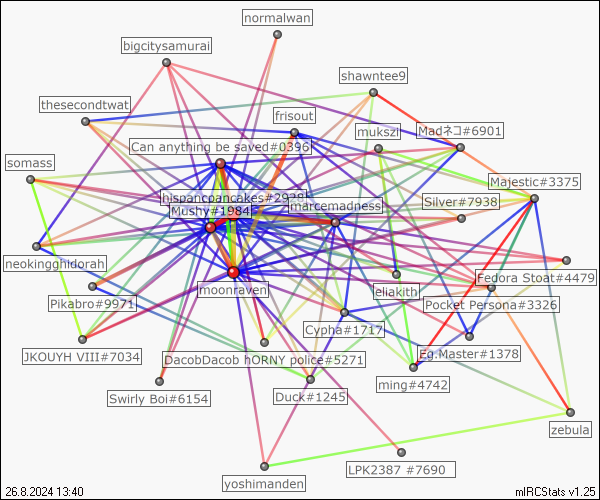 normalwan
bigcitysamurai
shawntee9
thesecondtwat
frisout
mukszi
Madネコ#6901
Can anything be saved#0396
somass
Majestic#3375
hispancpancakes#2928
Silver#7938
Mushy#1984
marcemadness
neokingghidorah
Fedora Stoat#4479
moonraven
eliakith
Pikabro#9971
Pocket Persona#3326
Cypha#1717
JKOUYH VIII#7034
DacobDacob hORNY police#5271
Eg.Master#1378
ming#4742
Swirly Boi#6154
Duck#1245
zebula
LPK2387 #7690
yoshimanden
26.8.2024 13:40
mIRCStats v1.25